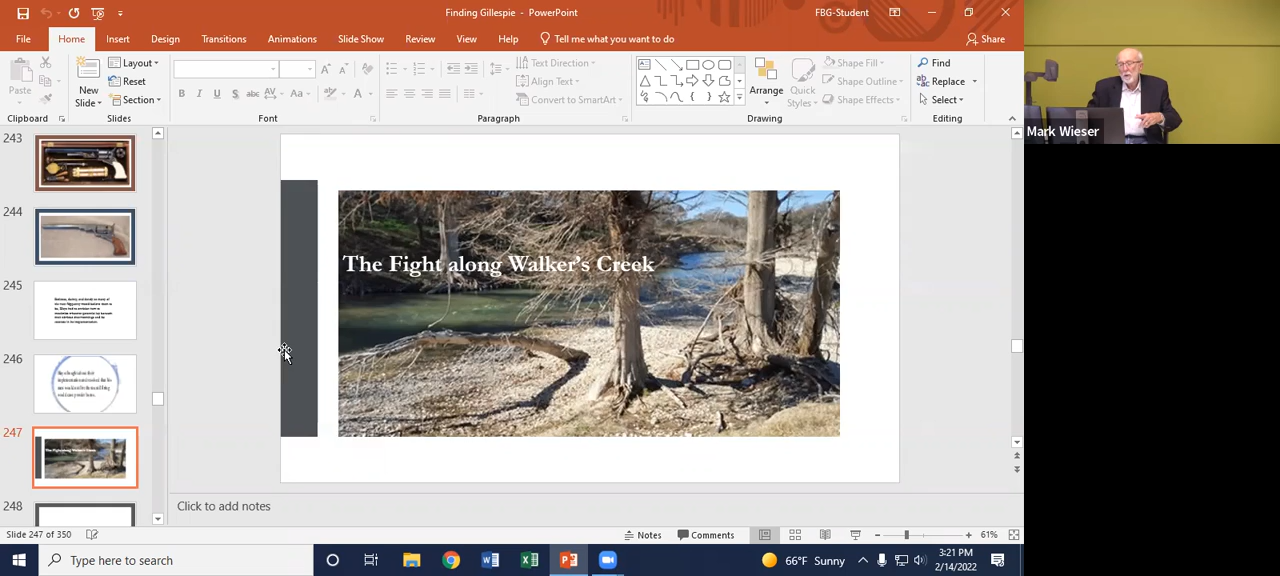 Finding Gillespie - PowerPoint
FBG-Student
File Home Insert Design Transitions Animations Slide Show Review View Help Tell me what you want to do Share
Paste
Clipboard
New Slide
Layout
Reset
Section
Slides
B I U S abc AV Aa A
Font
Text Direction
Align Text
Convert to SmartArt
Paragraph
Arrange
Quick Styles
Shape Fill
Shape Outline
Shape Effects
Drawing
Find
Replace
Select
Editing
Mark Wieser
243
244
245
246
247
248
The Fight along Walker's Creek
Click to add notes
Slide 247 of 350
Notes
Comments
61%
Type here to search
66°F Sunny
3:21 PM
2/14/2022